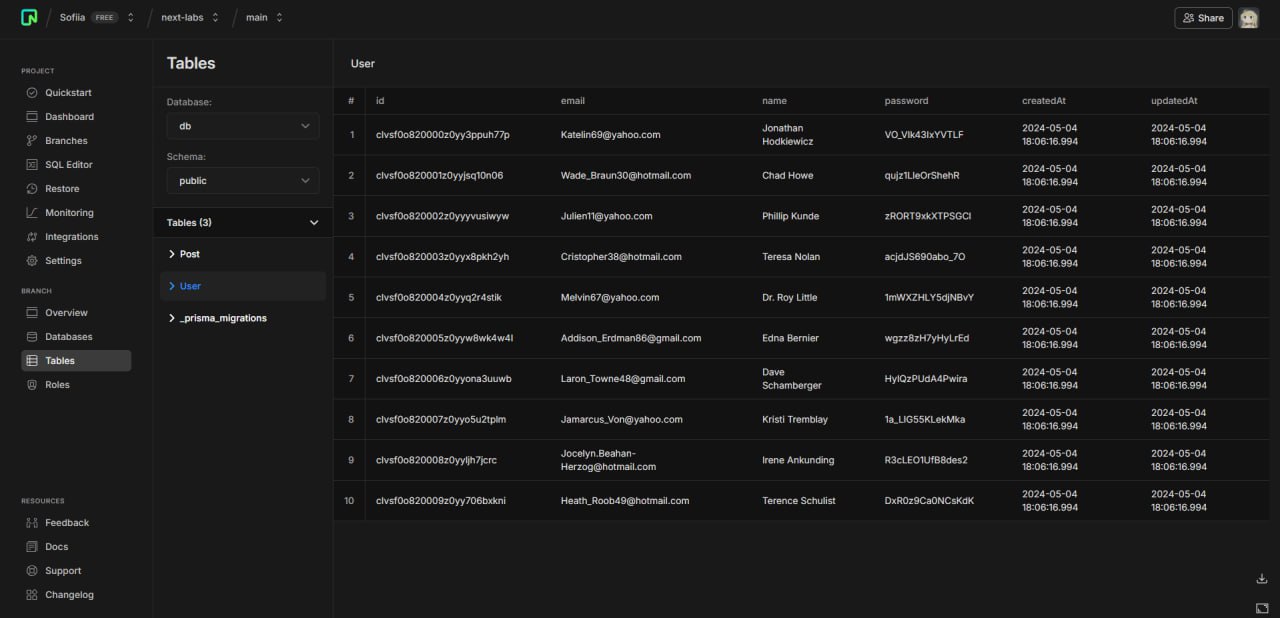 Sofiia FREE / next-labs / main
Share
PROJECT
Quickstart
Dashboard
Branches
SQL Editor
Restore
Monitoring
Integrations
Settings
BRANCH
Overview
Databases
Tables
Roles
RESOURCES
Feedback
Docs
Support
Changelog
Tables
Database:
db
Schema:
public
Tables (3)
Post
User
_prisma_migrations
User
# id email name password createdAt updatedAt
1 clvsf0o820000z0yy3ppuh77p Katelin69@yahoo.com Jonathan Hodkiewicz VO_Vlk43IxYVTLF 2024-05-04 18:06:16.994 2024-05-04 18:06:16.994
2 clvsf0o820001z0yyjsq10n06 Wade_Braun30@hotmail.com Chad Howe qujz1LleOrShehR 2024-05-04 18:06:16.994 2024-05-04 18:06:16.994
3 clvsf0o820002z0yyyvusiwyw Julien11@yahoo.com Phillip Kunde zRORT9xkXTPSGCI 2024-05-04 18:06:16.994 2024-05-04 18:06:16.994
4 clvsf0o820003z0yyx8pkh2yh Cristopher38@hotmail.com Teresa Nolan acjdJS690abo_7O 2024-05-04 18:06:16.994 2024-05-04 18:06:16.994
5 clvsf0o820004z0yyq2r4stik Melvin67@yahoo.com Dr. Roy Little 1mWXZHLY5djNBvY 2024-05-04 18:06:16.994 2024-05-04 18:06:16.994
6 clvsf0o820005z0yyw8wk4w4l Addison_Erdman86@gmail.com Edna Bernier wgzz8zH7yHyLrEd 2024-05-04 18:06:16.994 2024-05-04 18:06:16.994
7 clvsf0o820006z0yyona3uuwb Laron_Towne48@gmail.com Dave Schamberger HylQzPUdA4Pwira 2024-05-04 18:06:16.994 2024-05-04 18:06:16.994
8 clvsf0o820007z0yyo5u2tplm Jamarcus_Von@yahoo.com Kristi Tremblay 1a_LIG55KLekMka 2024-05-04 18:06:16.994 2024-05-04 18:06:16.994
9 clvsf0o820008z0yyljh7jcrc Jocelyn.Beahan-Herzog@hotmail.com Irene Ankunding R3cLEO1UfB8des2 2024-05-04 18:06:16.994 2024-05-04 18:06:16.994
10 clvsf0o820009z0yy706bxkni Heath_Roob49@hotmail.com Terence Schulist DxR0z9Ca0NCsKdK 2024-05-04 18:06:16.994 2024-05-04 18:06:16.994